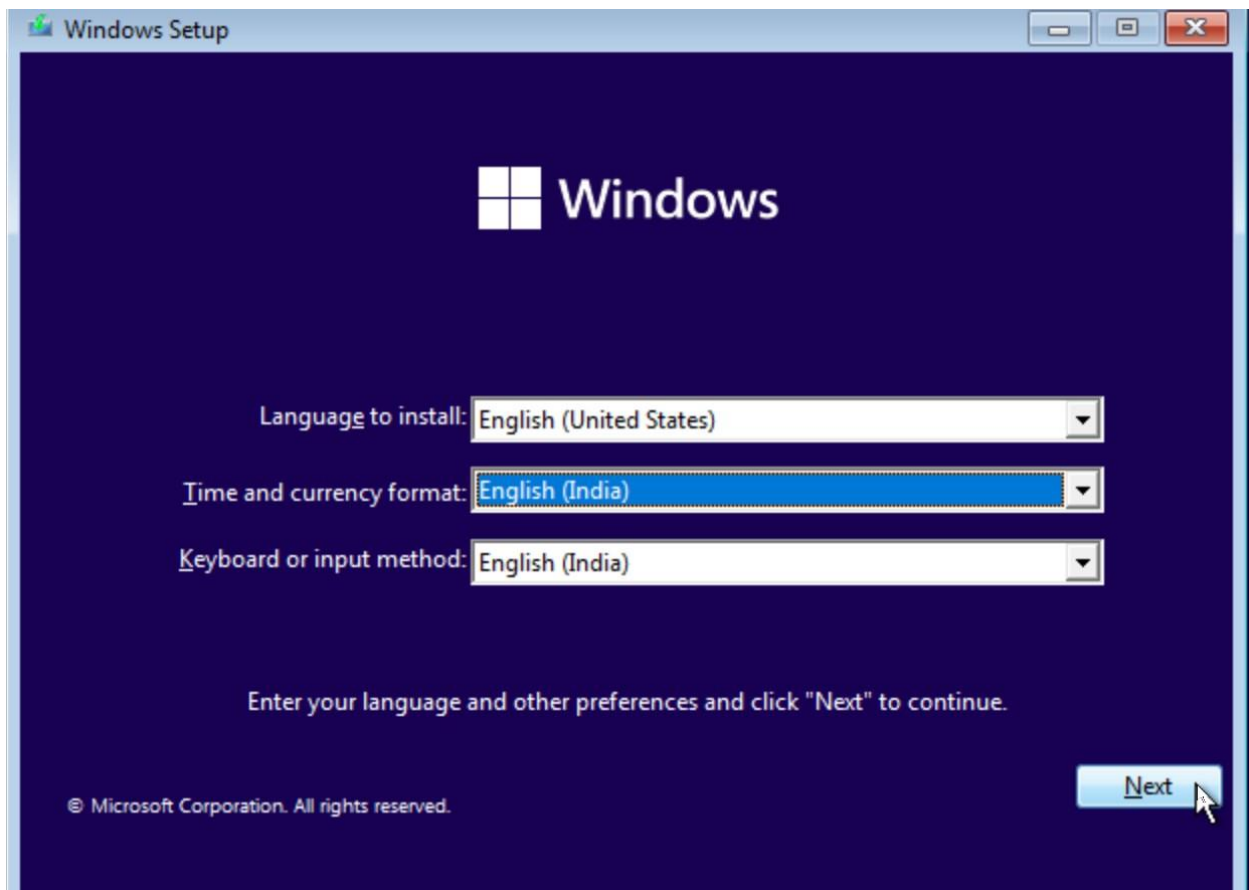 Windows Setup
Windows
Language to install: English (United States)
Time and currency format: English (India)
Keyboard or input method: English (India)
Enter your language and other preferences and click "Next" to continue.
Next
© Microsoft Corporation. All rights reserved.